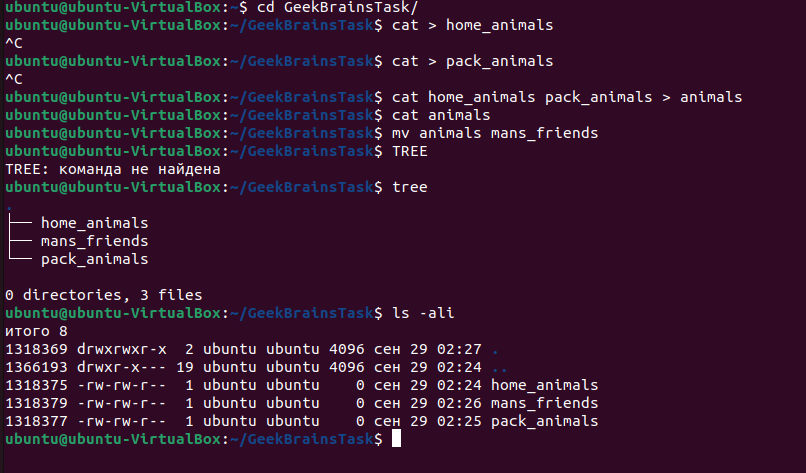 ubuntu@ubuntu-VirtualBox:~$ cd GeekBrainsTask/
ubuntu@ubuntu-VirtualBox:~/GeekBrainsTask$ cat > home_animals
^C
ubuntu@ubuntu-VirtualBox:~/GeekBrainsTask$ cat > pack_animals
^C
ubuntu@ubuntu-VirtualBox:~/GeekBrainsTask$ cat home_animals pack_animals > animals
ubuntu@ubuntu-VirtualBox:~/GeekBrainsTask$ cat animals
ubuntu@ubuntu-VirtualBox:~/GeekBrainsTask$ mv animals mans_friends
ubuntu@ubuntu-VirtualBox:~/GeekBrainsTask$ TREE
TREE: команда не найдена
ubuntu@ubuntu-VirtualBox:~/GeekBrainsTask$ tree
.
├── home_animals
├── mans_friends
└── pack_animals
0 directories, 3 files
ubuntu@ubuntu-VirtualBox:~/GeekBrainsTask$ ls -ali
итого 8
1318369 drwxrwxr-x  2 ubuntu ubuntu 4096 сен 29 02:27 .
1366193 drwxr-x--- 19 ubuntu ubuntu 4096 сен 29 02:24 ..
1318375 -rw-rw-r--  1 ubuntu ubuntu    0 сен 29 02:24 home_animals
1318379 -rw-rw-r--  1 ubuntu ubuntu    0 сен 29 02:26 mans_friends
1318377 -rw-rw-r--  1 ubuntu ubuntu    0 сен 29 02:25 pack_animals
ubuntu@ubuntu-VirtualBox:~/GeekBrainsTask$